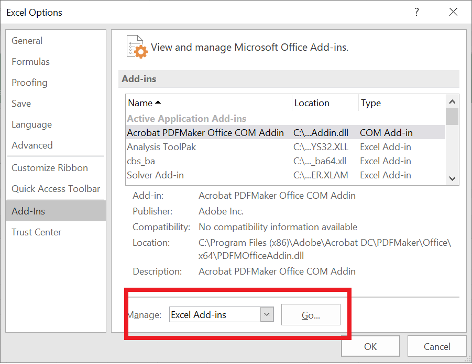 Excel Options ? ×
General
Formulas
Proofing
Save
Language
Advanced
Customize Ribbon
Quick Access Toolbar
Add-Ins
Trust Center
View and manage Microsoft Office Add-ins.
Add-ins
Name Location Type
Active Application Add-ins
Acrobat PDFMaker Office COM Addin C:\...Addin.dll COM Add-in
Analysis ToolPak C:\...YS32.XLL Excel Add-in
cbs_ba C:\..._ba64.xll Excel Add-in
Solver Add-in C:\...ER.XLAM Excel Add-in
Add-in: Acrobat PDFMaker Office COM Addin
Publisher: Adobe Inc.
Compatibility: No compatibility information available
Location: C:\Program Files (x86)\Adobe\Acrobat DC\PDFMaker\Office\
x64\PDFMOfficeAddin.dll
Description: Acrobat PDFMaker Office COM Addin
Manage: Excel Add-ins Go...
OK Cancel